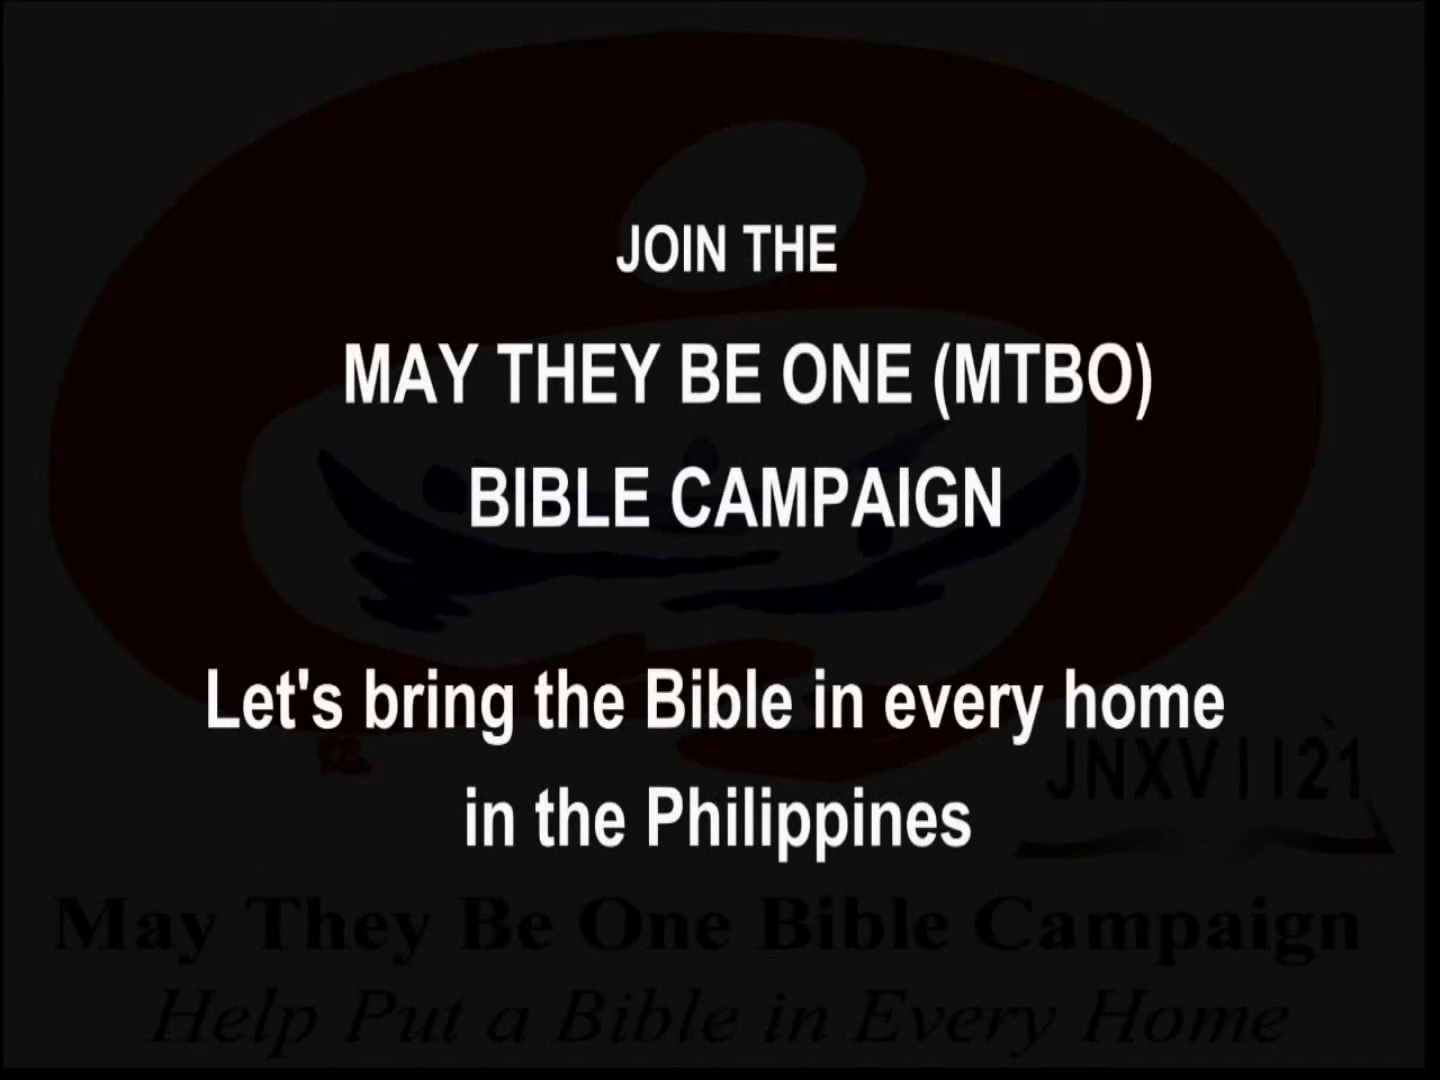 JOIN THE
MAY THEY BE ONE (MTBO)
BIBLE CAMPAIGN
Let's bring the Bible in every home
in the Philippines
JNXV1121
May They Be One Bible Campaign
Help Put a Bible in Every Home